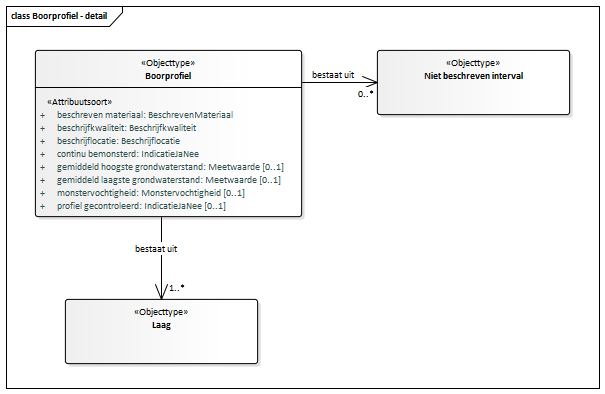 class Boorprofiel - detail
«Objecttype»
Boorprofiel
«Attribuutsoort»
+ beschreven materiaal: BeschrevenMateriaal
+ beschrijfkwaliteit: Beschrijfkwaliteit
+ beschrijflocatie: Beschrijflocatie
+ continu bemonsterd: IndicatieJaNee
+ gemiddeld hoogste grondwaterstand: Meetwaarde [0..1]
+ gemiddeld laagste grondwaterstand: Meetwaarde [0..1]
+ monstervochtigheid: Monstervochtigheid [0..1]
+ profiel gecontroleerd: IndicatieJaNee [0..1]
bestaat uit
0..*
«Objecttype»
Niet beschreven interval
bestaat uit
1..*
«Objecttype»
Laag